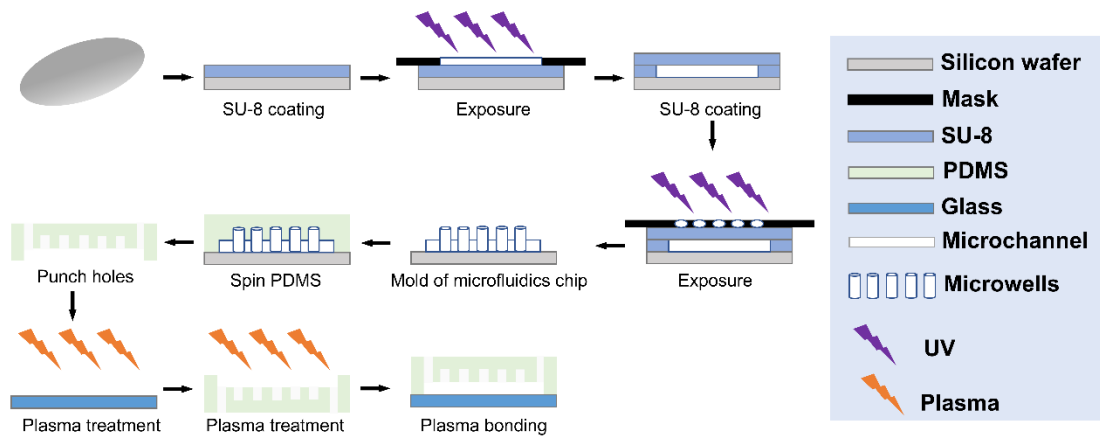 SU-8 coating
Exposure
SU-8 coating
Exposure
Mold of microfluidics chip
Spin PDMS
Punch holes
Plasma treatment
Plasma treatment
Plasma bonding
Silicon wafer
Mask
SU-8
PDMS
Glass
Microchannel
Microwells
UV
Plasma